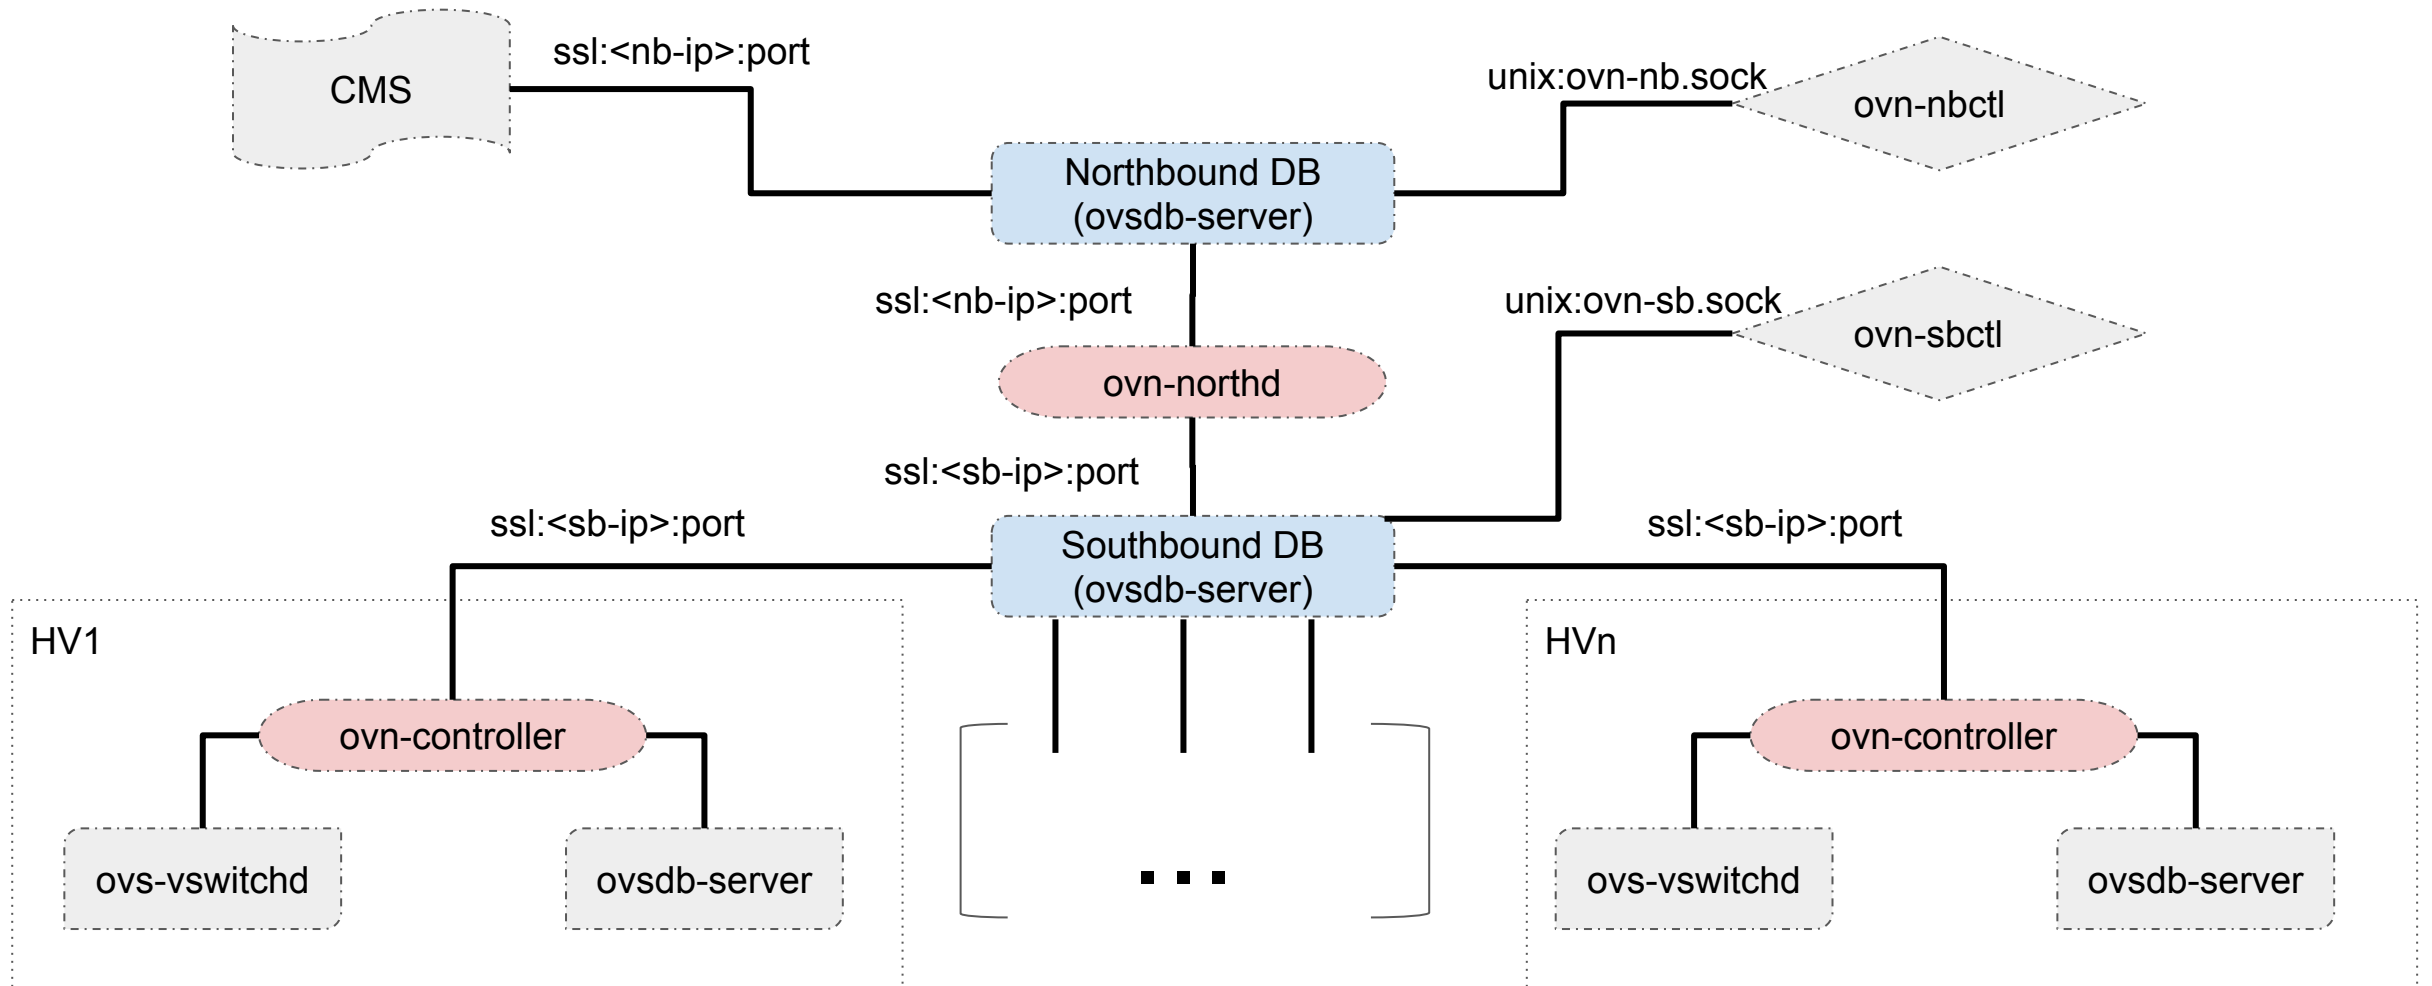 ssl:<nb-ip>:port
CMS
unix:ovn-nb.sock
ovn-nbctl
Northbound DB
(ovsdb-server)
ssl:<nb-ip>:port
unix:ovn-sb.sock
ovn-sbctl
ovn-northd
ssl:<sb-ip>:port
ssl:<sb-ip>:port
ssl:<sb-ip>:port
Southbound DB
(ovsdb-server)
HV1
HVn
ovn-controller
ovn-controller
ovs-vswitchd
ovsdb-server
...
ovs-vswitchd
ovsdb-server